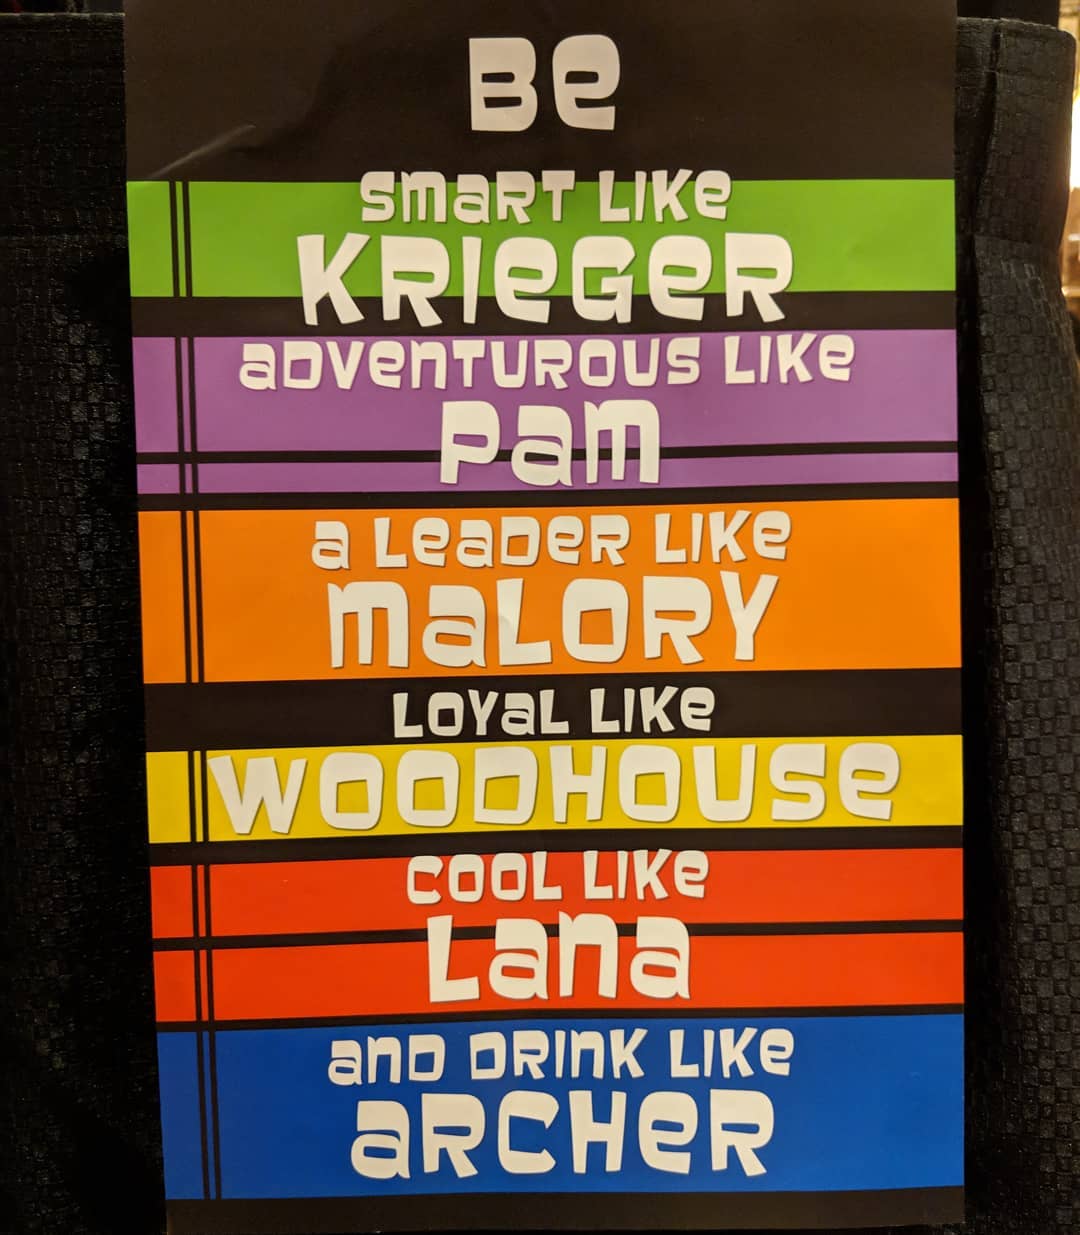 Be
smart like
Krieger
adventurous like
Pam
a leader like
Malory
loyal like
Woodhouse
cool like
Lana
and drink like
Archer